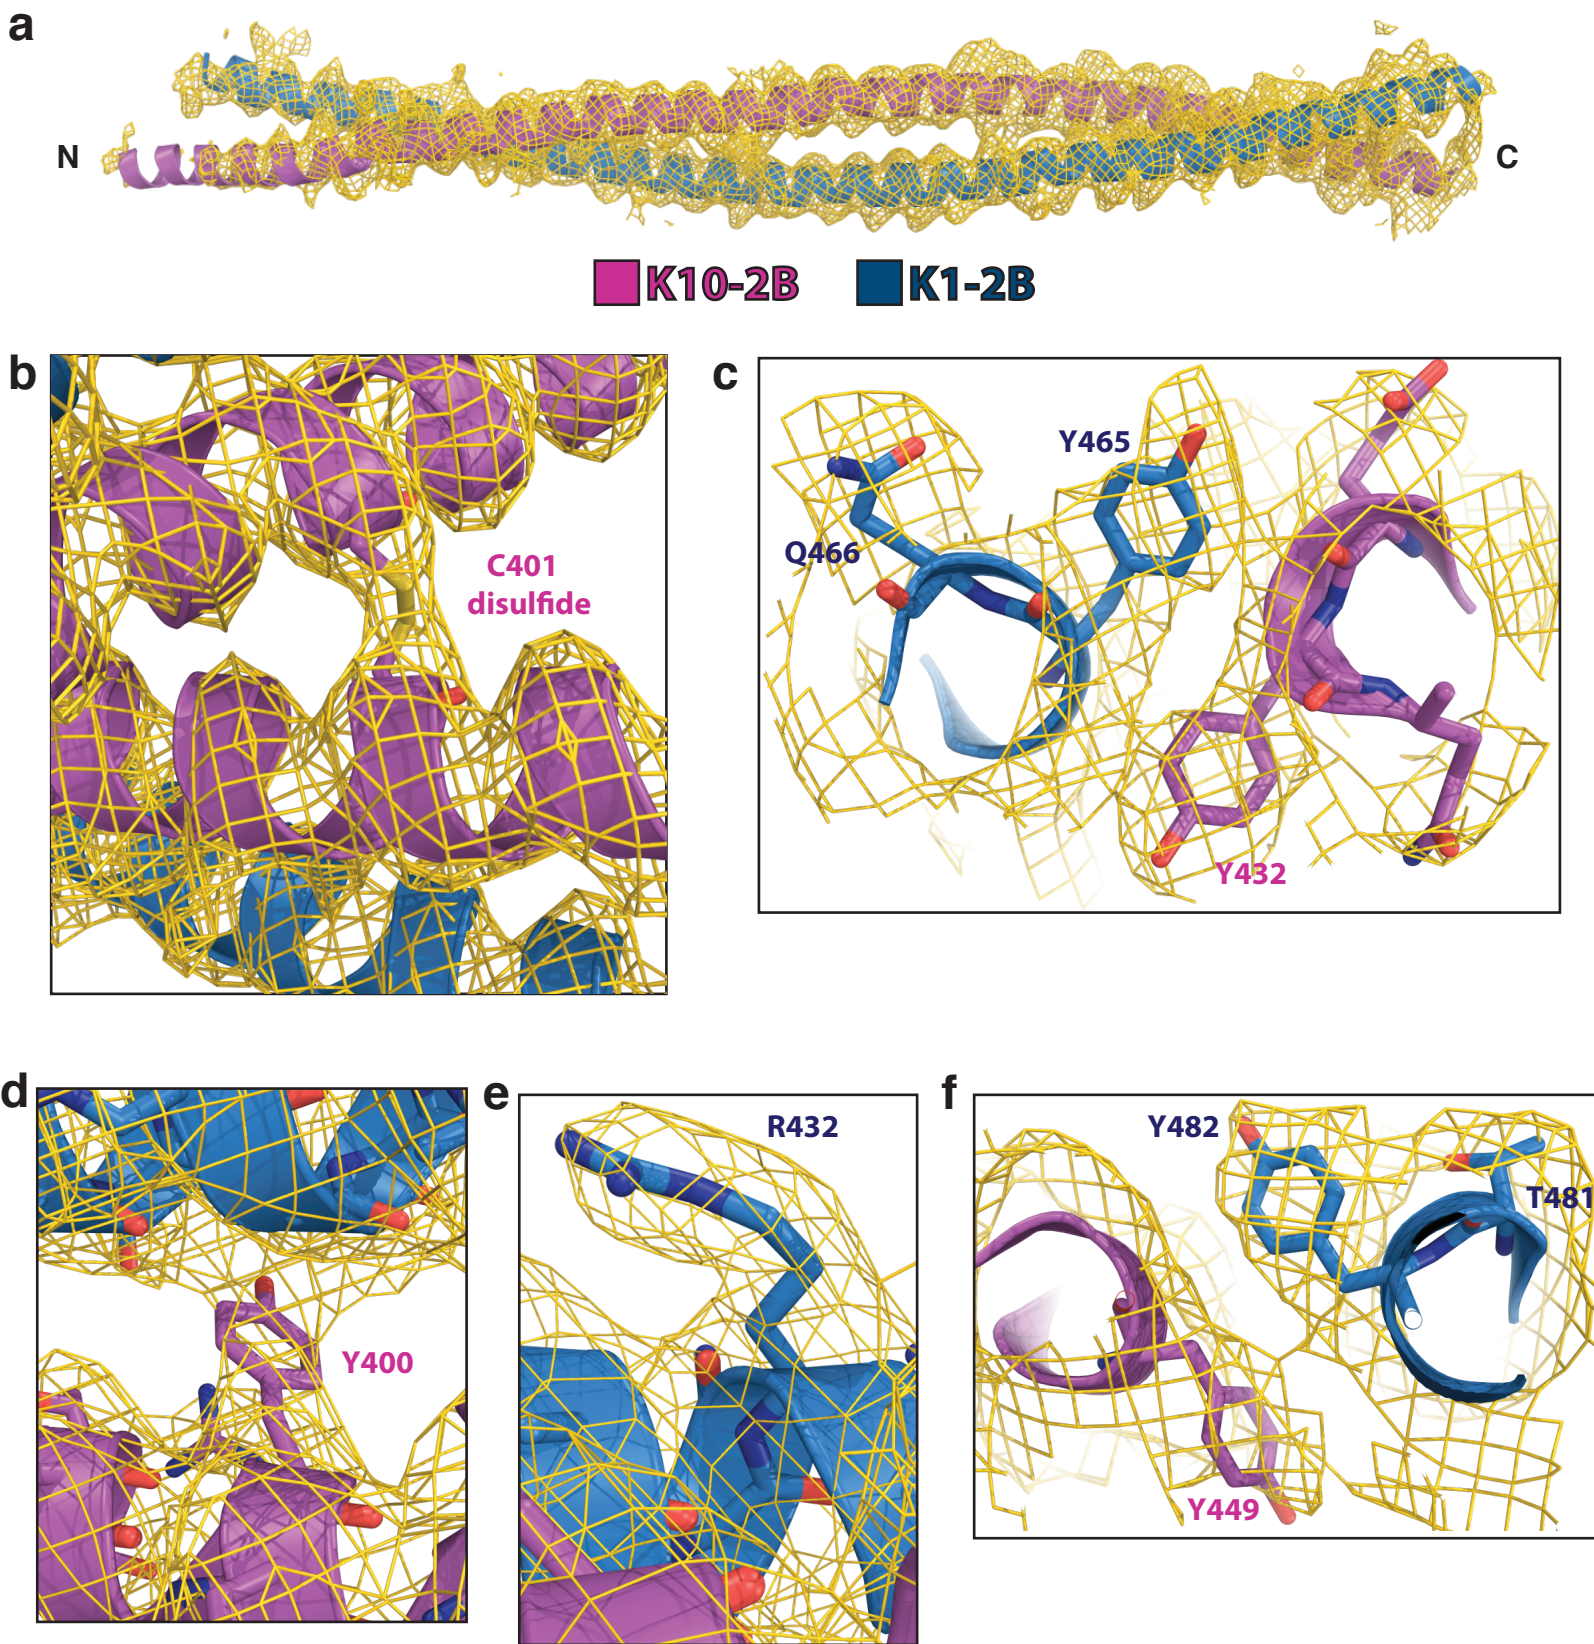 a
N
C
K10-2B K1-2B
b
C401
disulfide
c
Y465
Q466
Y432
d
Y400
e
R432
f
Y482
T481
Y449